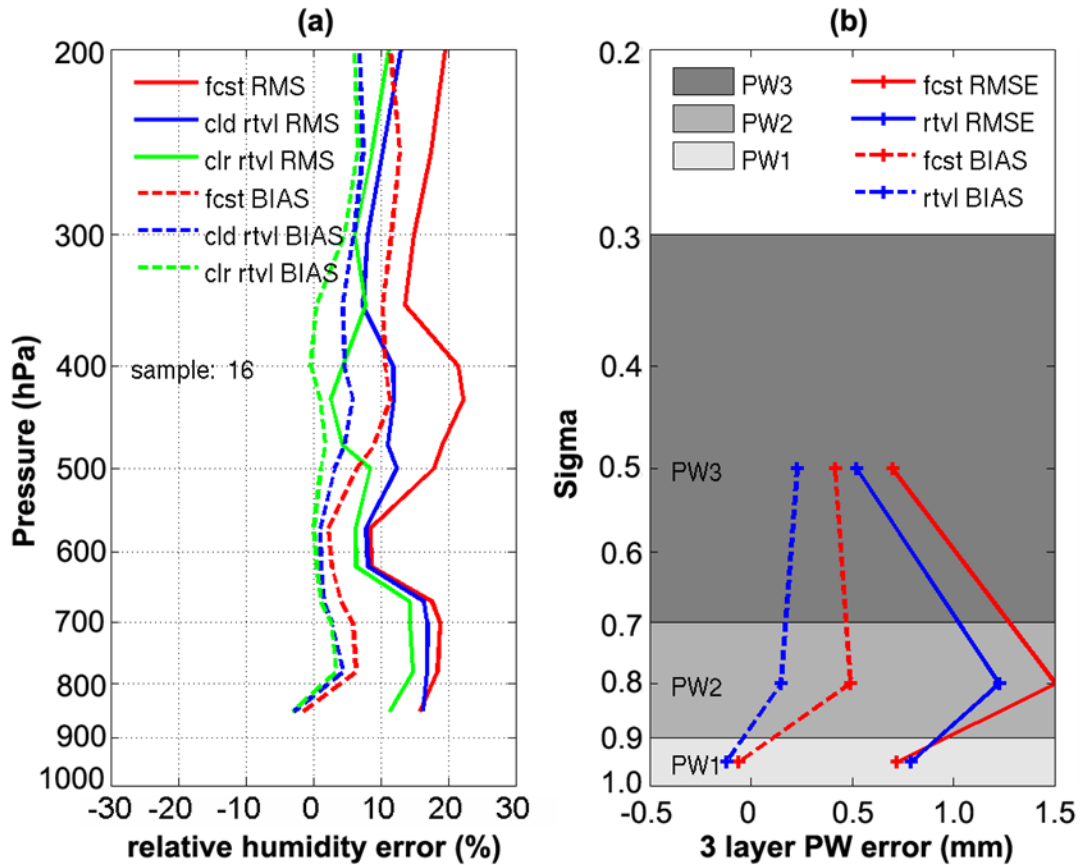 (a)
200
300
400
500
600
700
800
900
1000
Pressure (hPa)
fcst RMS
cld rtvl RMS
clr rtvl RMS
fcst BIAS
cld rtvl BIAS
clr rtvl BIAS
sample: 16
-30 -20 -10 0 10 20 30
relative humidity error (%)
(b)
0.2
0.3
0.4
0.5
0.6
0.7
0.8
0.9
1.0
Sigma
PW3
PW2
PW1
fcst RMSE
rtvl RMSE
fcst BIAS
rtvl BIAS
PW3
PW2
PW1
-0.5 0 0.5 1.0 1.5
3 layer PW error (mm)